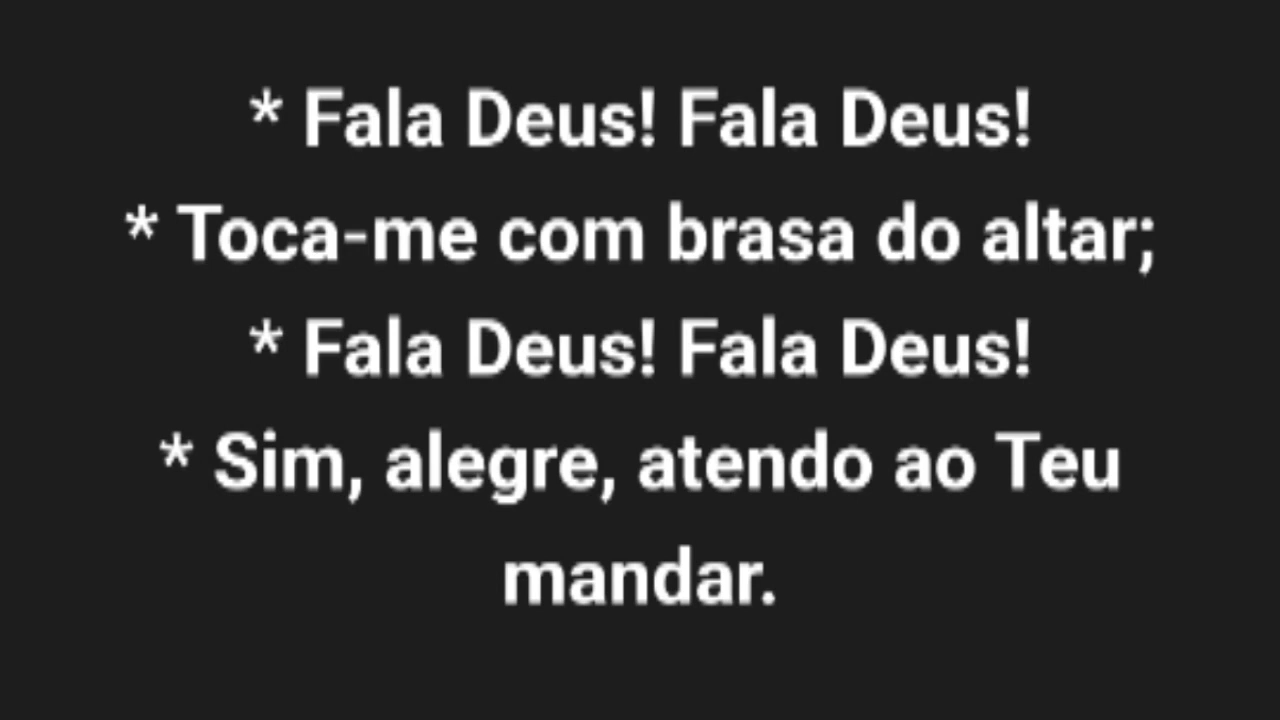 * Fala Deus! Fala Deus!
* Toca-me com brasa do altar;
* Fala Deus! Fala Deus!
* Sim, alegre, atendo ao Teu
mandar.